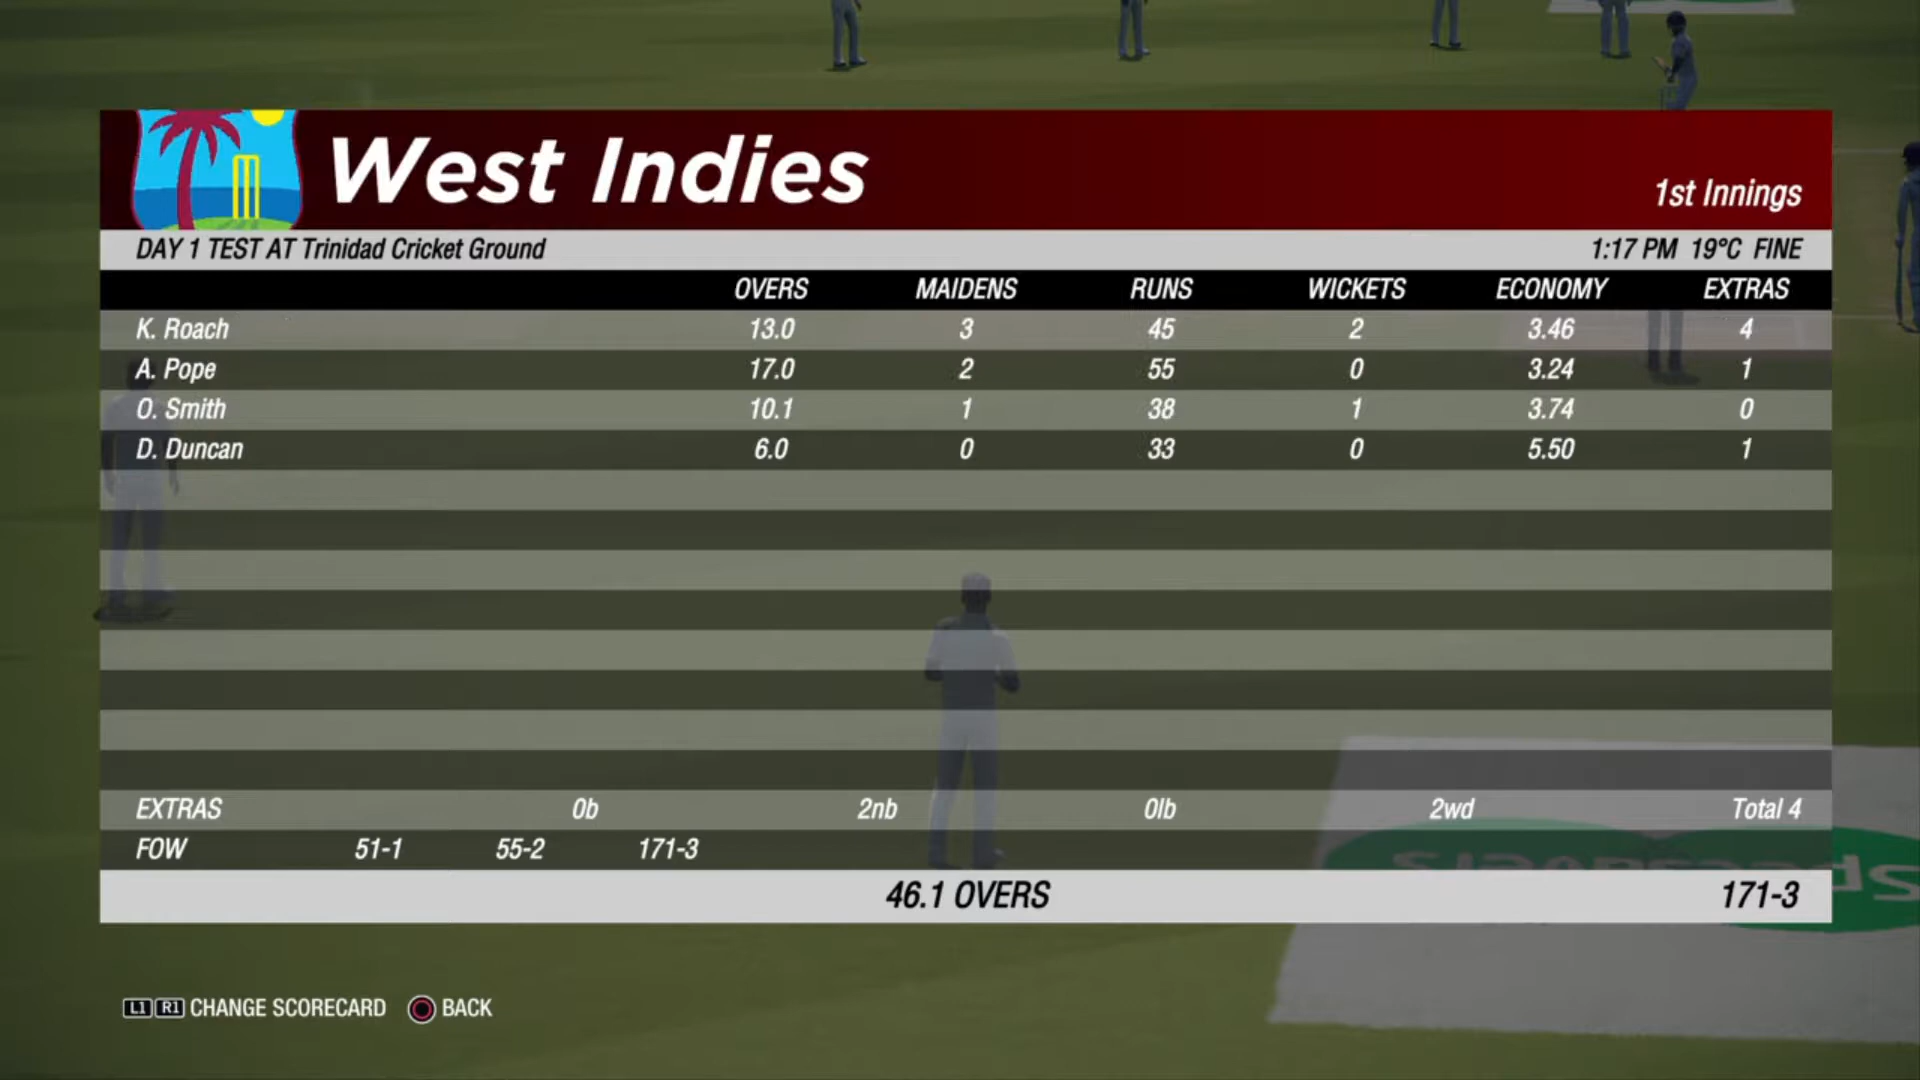 West Indies
1st Innings
DAY 1 TEST AT Trinidad Cricket Ground 1:17 PM 19°C FINE
OVERS MAIDENS RUNS WICKETS ECONOMY EXTRAS
K. Roach 13.0 3 45 2 3.46 4
A. Pope 17.0 2 55 0 3.24 1
O. Smith 10.1 1 38 1 3.74 0
D. Duncan 6.0 0 33 0 5.50 1
EXTRAS 0b 2nb 0lb 2wd Total 4
FOW 51-1 55-2 171-3
46.1 OVERS 171-3
L1 R1 CHANGE SCORECARD BACK